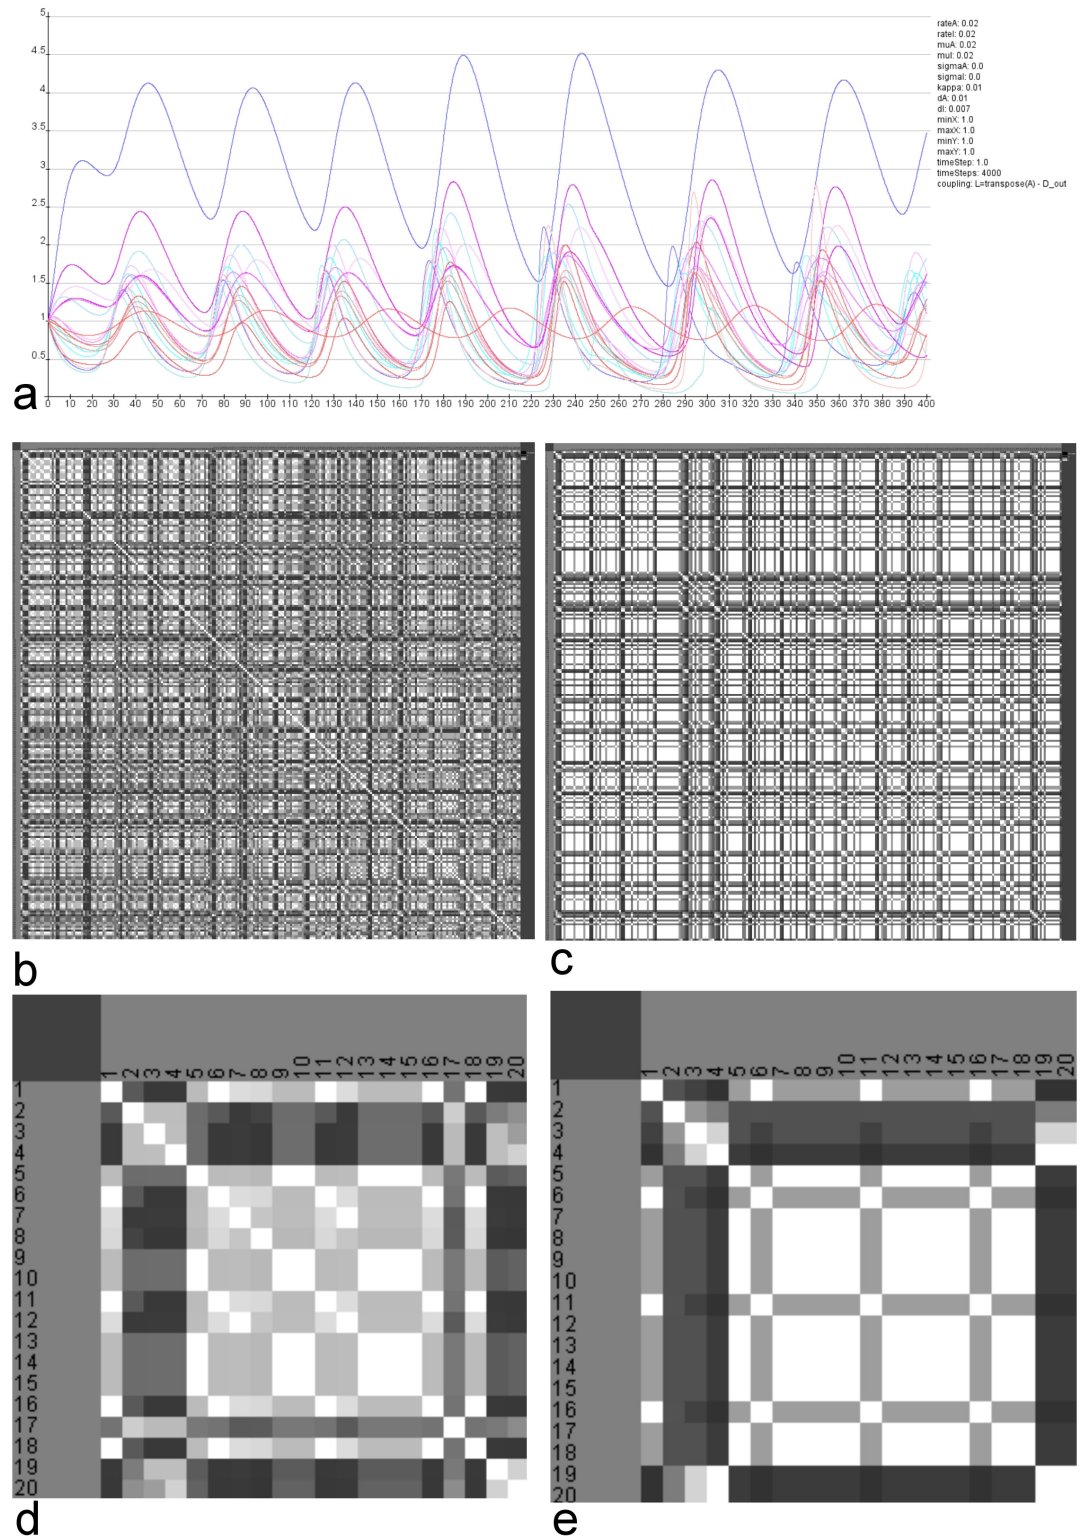 5
4.5
4
3.5
3
2.5
2
1.5
1
0.5
0 10 20 30 40 50 60 70 80 90 100 110 120 130 140 150 160 170 180 190 200 210 220 230 240 250 260 270 280 290 300 310 320 330 340 350 360 370 380 390 400
rateA: 0.02
rateI: 0.02
muA: 0.02
muI: 0.02
sigmaA: 0.0
sigmaI: 0.0
kappa: 0.01
dA: 0.01
dI: 0.007
minX: 1.0
maxX: 1.0
minY: 1.0
maxY: 1.0
timeStep: 1.0
timeSteps: 4000
coupling: L=transpose(A) - D_out
a
b
c
1 2 3 4 5 6 7 8 9 10 11 12 13 14 15 16 17 18 19 20
1
2
3
4
5
6
7
8
9
10
11
12
13
14
15
16
17
18
19
20
d
1 2 3 4 5 6 7 8 9 10 11 12 13 14 15 16 17 18 19 20
1
2
3
4
5
6
7
8
9
10
11
12
13
14
15
16
17
18
19
20
e